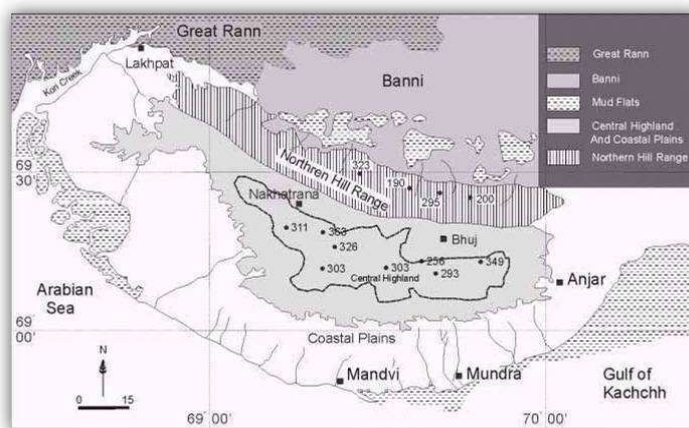 Great Rann
Lakhpat
Kori Creek
Banni
Great Rann
Banni
Mud Flats
Central Highland
And Coastal Plains
Northern Hill Range
69
30
Northren Hill Range
323
190
295
200
Nakhatrana
311
363
326
303
303
Central Highland
Bhuj
256
349
293
Anjar
Arabian
Sea
69
00
Coastal Plains
N
0 15
Mandvi
Mundra
Gulf of
Kachchh
69 00'
70 00'